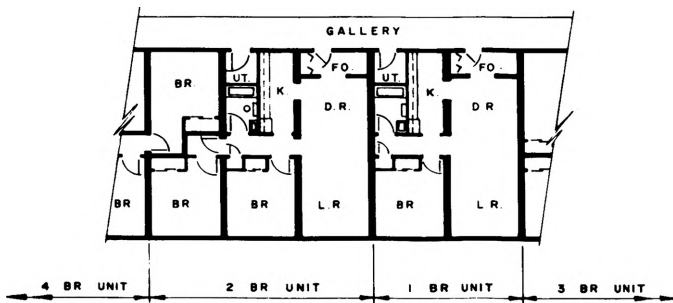 GALLERY
UT. FO. UT. FO.
BR. K. D.R. K. D.R
BR BR BR L.R BR L.R.
4 BR UNIT 2 BR UNIT 1 BR UNIT 3 BR UNIT